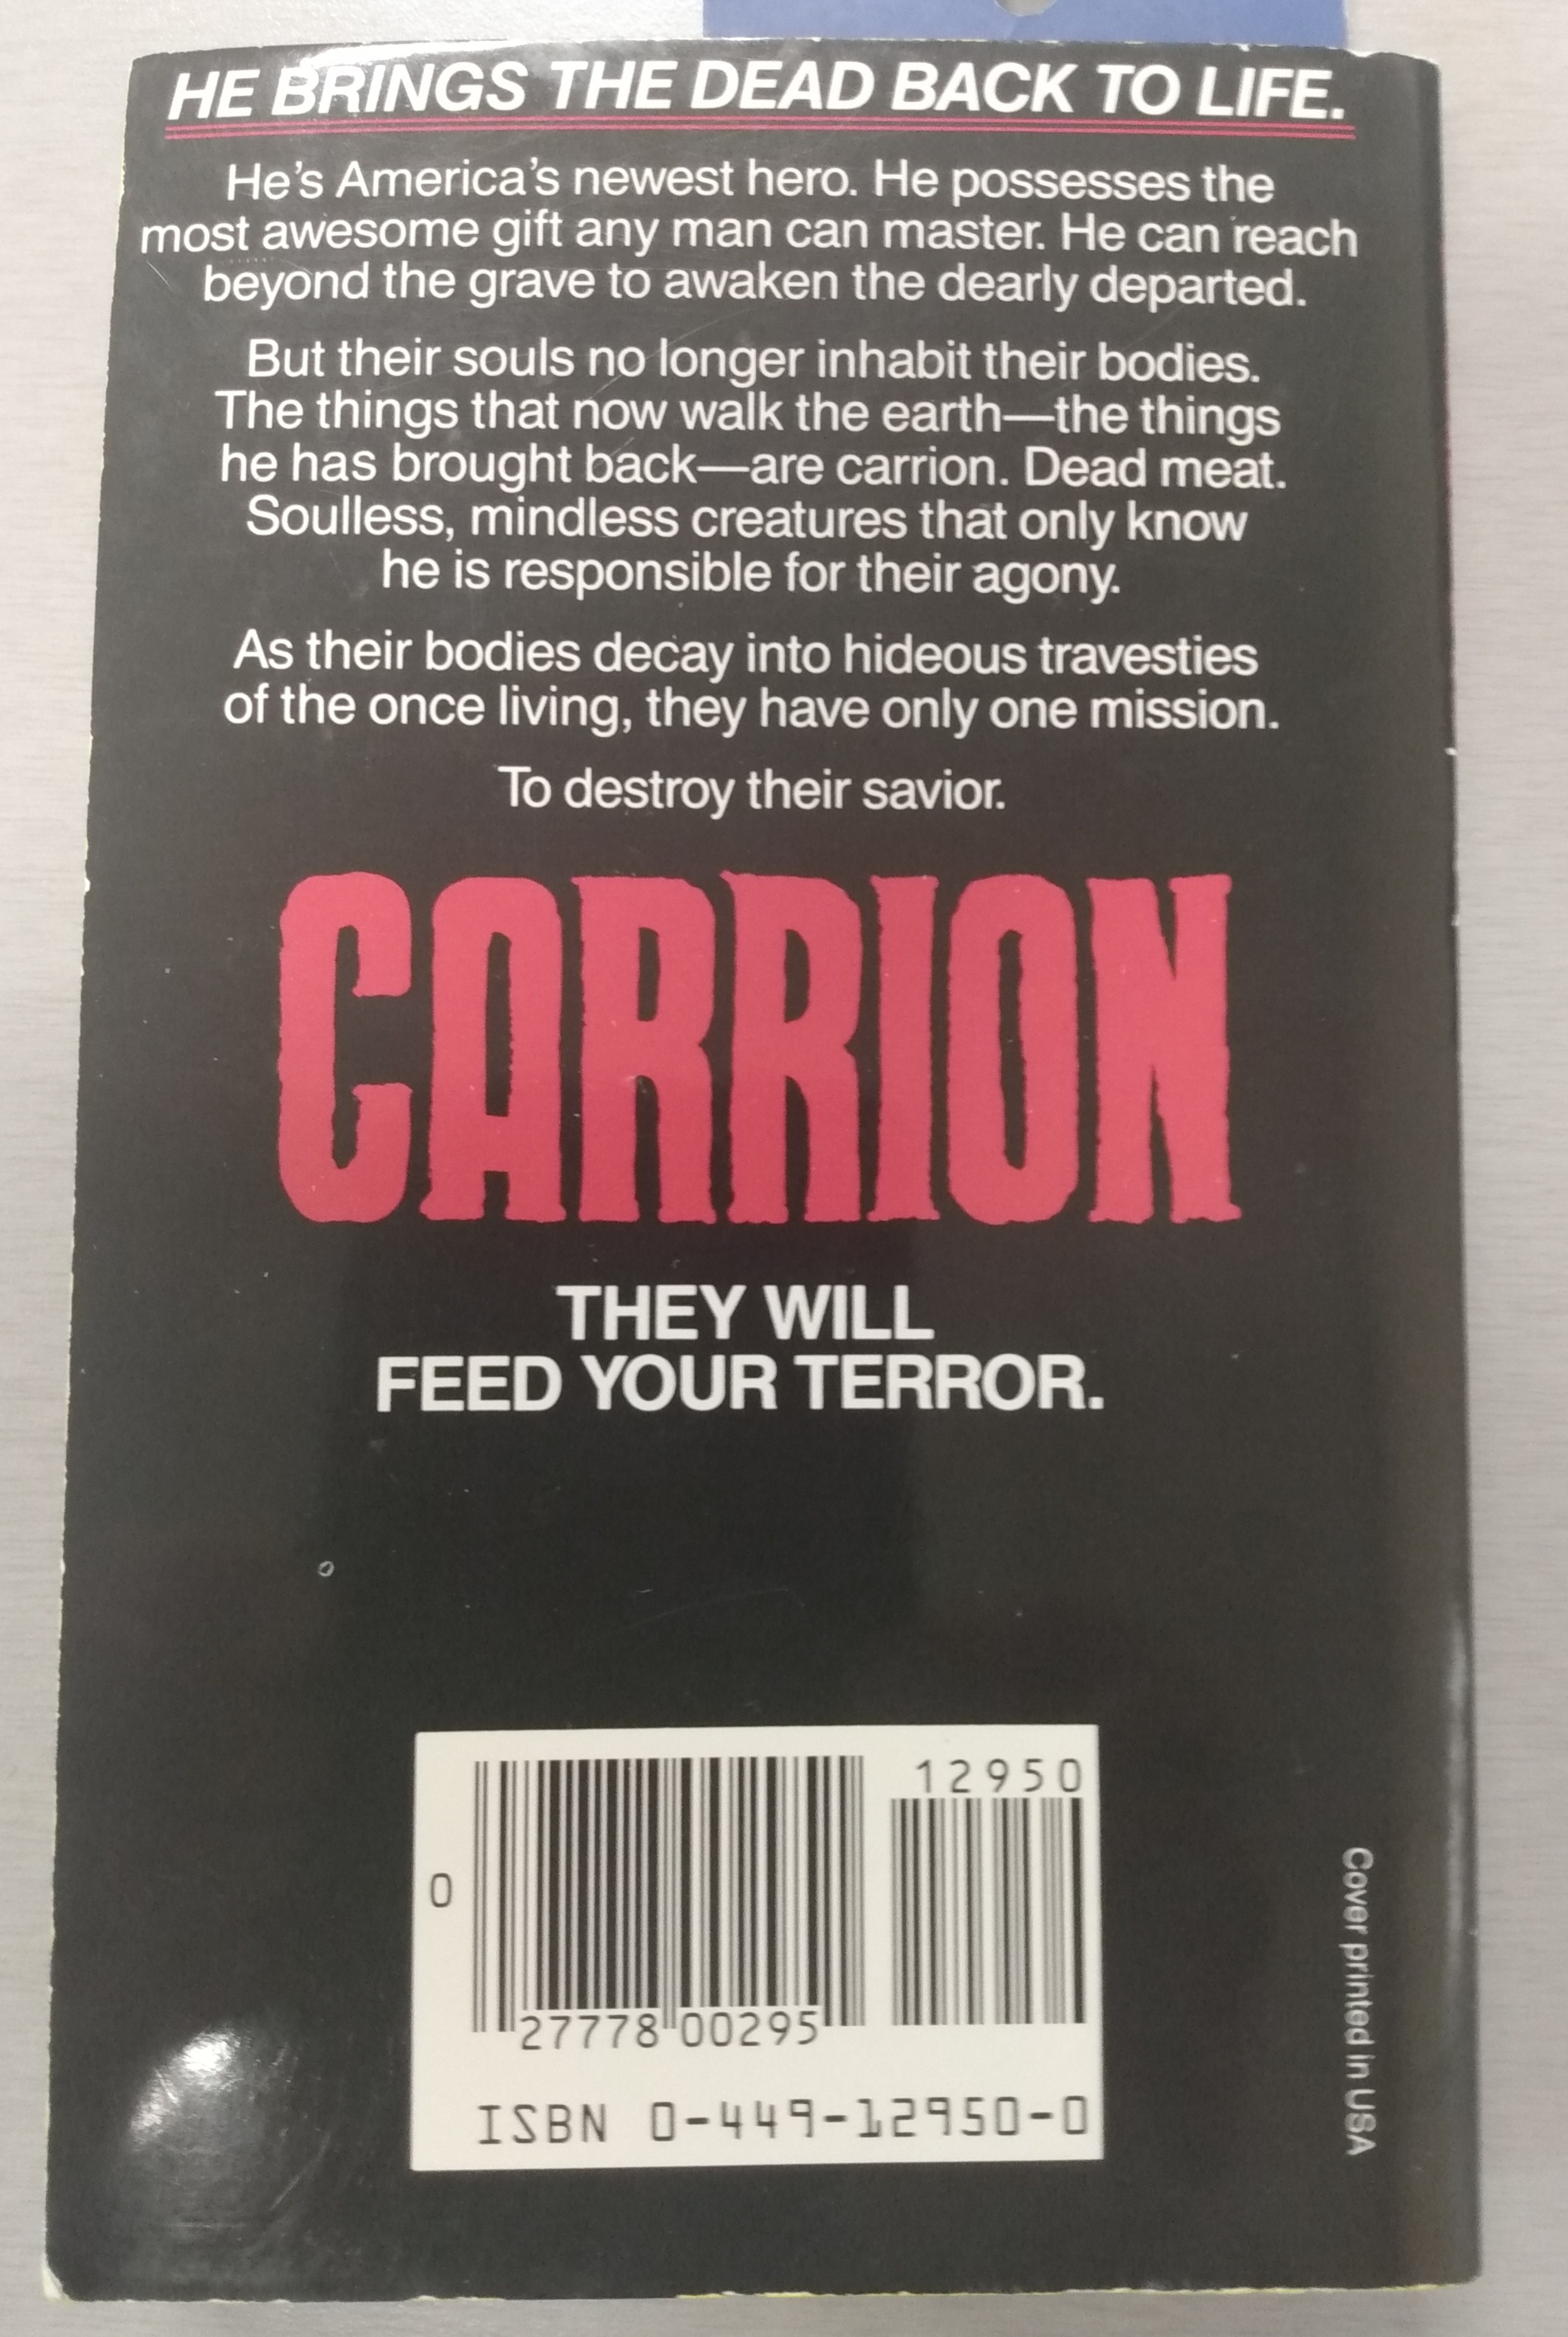 HE BRINGS THE DEAD BACK TO LIFE.
He's America's newest hero. He possesses the
most awesome gift any man can master. He can reach
beyond the grave to awaken the dearly departed.
But their souls no longer inhabit their bodies.
The things that now walk the earth—the things
he has brought back—are carrion. Dead meat.
Soulless, mindless creatures that only know
he is responsible for their agony.
As their bodies decay into hideous travesties
of the once living, they have only one mission.
To destroy their savior.
CARRION
THEY WILL
FEED YOUR TERROR.
12950
0
27778 00295
ISBN 0-449-12950-0
Cover printed in USA